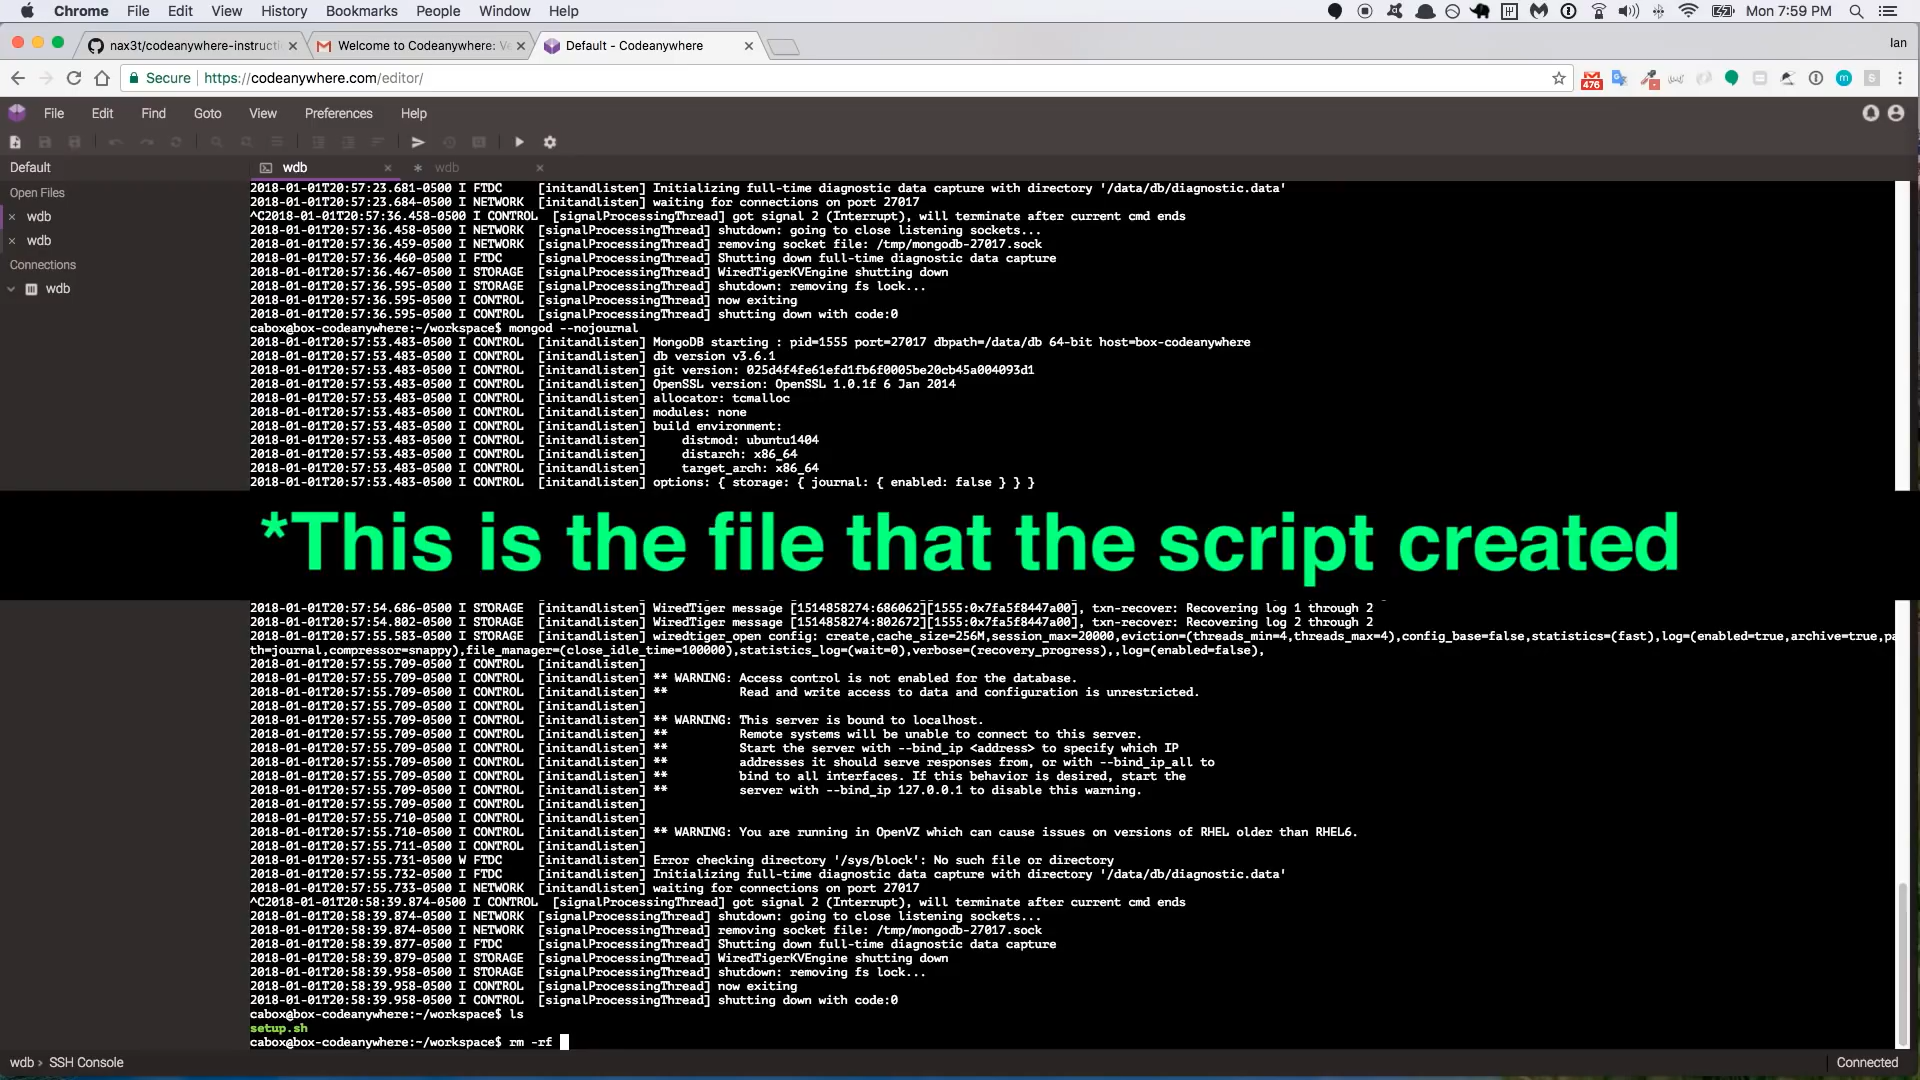 Chrome File Edit View History Bookmarks People Window Help Mon 7:59 PM
nax3t/codeanywhere-instructi Welcome to Codeanywhere: Ve Default - Codeanywhere Ian
Secure https://codeanywhere.com/editor/ 476
File Edit Find Goto View Preferences Help
Default wdb * wdb
Open Files
wdb
wdb
Connections
wdb
2018-01-01T20:57:23.681-0500 I FTDC [initandlisten] Initializing full-time diagnostic data capture with directory '/data/db/diagnostic.data'
2018-01-01T20:57:23.684-0500 I NETWORK [initandlisten] waiting for connections on port 27017
^C2018-01-01T20:57:36.458-0500 I CONTROL [signalProcessingThread] got signal 2 (Interrupt), will terminate after current cmd ends
2018-01-01T20:57:36.458-0500 I NETWORK [signalProcessingThread] shutdown: going to close listening sockets...
2018-01-01T20:57:36.459-0500 I NETWORK [signalProcessingThread] removing socket file: /tmp/mongodb-27017.sock
2018-01-01T20:57:36.460-0500 I FTDC [signalProcessingThread] Shutting down full-time diagnostic data capture
2018-01-01T20:57:36.467-0500 I STORAGE [signalProcessingThread] WiredTigerKVEngine shutting down
2018-01-01T20:57:36.595-0500 I STORAGE [signalProcessingThread] shutdown: removing fs lock...
2018-01-01T20:57:36.595-0500 I CONTROL [signalProcessingThread] now exiting
2018-01-01T20:57:36.595-0500 I CONTROL [signalProcessingThread] shutting down with code:0
cabox@box-codeanywhere:~/workspace$ mongod --nojournal
2018-01-01T20:57:53.483-0500 I CONTROL [initandlisten] MongoDB starting : pid=1555 port=27017 dbpath=/data/db 64-bit host=box-codeanywhere
2018-01-01T20:57:53.483-0500 I CONTROL [initandlisten] db version v3.6.1
2018-01-01T20:57:53.483-0500 I CONTROL [initandlisten] git version: 025d4f4fe61efd1fb6f0005be20cb45a004093d1
2018-01-01T20:57:53.483-0500 I CONTROL [initandlisten] OpenSSL version: OpenSSL 1.0.1f 6 Jan 2014
2018-01-01T20:57:53.483-0500 I CONTROL [initandlisten] allocator: tcmalloc
2018-01-01T20:57:53.483-0500 I CONTROL [initandlisten] modules: none
2018-01-01T20:57:53.483-0500 I CONTROL [initandlisten] build environment:
2018-01-01T20:57:53.483-0500 I CONTROL [initandlisten] distmod: ubuntu1404
2018-01-01T20:57:53.483-0500 I CONTROL [initandlisten] distarch: x86_64
2018-01-01T20:57:53.483-0500 I CONTROL [initandlisten] target_arch: x86_64
2018-01-01T20:57:53.483-0500 I CONTROL [initandlisten] options: { storage: { journal: { enabled: false } } }
*This is the file that the script created
2018-01-01T20:57:54.686-0500 I STORAGE [initandlisten] WiredTiger message [1514858274:686062][1555:0x7fa5f8447a00], txn-recover: Recovering log 1 through 2
2018-01-01T20:57:54.802-0500 I STORAGE [initandlisten] WiredTiger message [1514858274:802672][1555:0x7fa5f8447a00], txn-recover: Recovering log 2 through 2
2018-01-01T20:57:55.583-0500 I STORAGE [initandlisten] wiredtiger_open config: create,cache_size=256M,session_max=20000,eviction=(threads_min=4,threads_max=4),config_base=false,statistics=(fast),log=(enabled=true,archive=true,pa
th=journal,compressor=snappy),file_manager=(close_idle_time=100000),statistics_log=(wait=0),verbose=(recovery_progress),,log=(enabled=false),
2018-01-01T20:57:55.709-0500 I CONTROL [initandlisten]
2018-01-01T20:57:55.709-0500 I CONTROL [initandlisten] ** WARNING: Access control is not enabled for the database.
2018-01-01T20:57:55.709-0500 I CONTROL [initandlisten] ** Read and write access to data and configuration is unrestricted.
2018-01-01T20:57:55.709-0500 I CONTROL [initandlisten]
2018-01-01T20:57:55.709-0500 I CONTROL [initandlisten] ** WARNING: This server is bound to localhost.
2018-01-01T20:57:55.709-0500 I CONTROL [initandlisten] ** Remote systems will be unable to connect to this server.
2018-01-01T20:57:55.709-0500 I CONTROL [initandlisten] ** Start the server with --bind_ip <address> to specify which IP
2018-01-01T20:57:55.709-0500 I CONTROL [initandlisten] ** addresses it should serve responses from, or with --bind_ip_all to
2018-01-01T20:57:55.709-0500 I CONTROL [initandlisten] ** bind to all interfaces. If this behavior is desired, start the
2018-01-01T20:57:55.709-0500 I CONTROL [initandlisten] ** server with --bind_ip 127.0.0.1 to disable this warning.
2018-01-01T20:57:55.709-0500 I CONTROL [initandlisten]
2018-01-01T20:57:55.710-0500 I CONTROL [initandlisten]
2018-01-01T20:57:55.710-0500 I CONTROL [initandlisten] ** WARNING: You are running in OpenVZ which can cause issues on versions of RHEL older than RHEL6.
2018-01-01T20:57:55.711-0500 I CONTROL [initandlisten]
2018-01-01T20:57:55.731-0500 W FTDC [initandlisten] Error checking directory '/sys/block': No such file or directory
2018-01-01T20:57:55.732-0500 I FTDC [initandlisten] Initializing full-time diagnostic data capture with directory '/data/db/diagnostic.data'
2018-01-01T20:57:55.733-0500 I NETWORK [initandlisten] waiting for connections on port 27017
^C2018-01-01T20:58:39.874-0500 I CONTROL [signalProcessingThread] got signal 2 (Interrupt), will terminate after current cmd ends
2018-01-01T20:58:39.874-0500 I NETWORK [signalProcessingThread] shutdown: going to close listening sockets...
2018-01-01T20:58:39.874-0500 I NETWORK [signalProcessingThread] removing socket file: /tmp/mongodb-27017.sock
2018-01-01T20:58:39.877-0500 I FTDC [signalProcessingThread] Shutting down full-time diagnostic data capture
2018-01-01T20:58:39.879-0500 I STORAGE [signalProcessingThread] WiredTigerKVEngine shutting down
2018-01-01T20:58:39.958-0500 I STORAGE [signalProcessingThread] shutdown: removing fs lock...
2018-01-01T20:58:39.958-0500 I CONTROL [signalProcessingThread] now exiting
2018-01-01T20:58:39.958-0500 I CONTROL [signalProcessingThread] shutting down with code:0
cabox@box-codeanywhere:~/workspace$ ls
setup.sh
cabox@box-codeanywhere:~/workspace$ rm -rf
wdb › SSH Console Connected